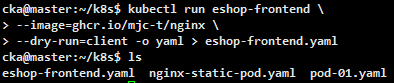 cka@master:~/k8s$ kubectl run eshop-frontend \
> --image=ghcr.io/mjc-t/nginx \
> --dry-run=client -o yaml > eshop-frontend.yaml
cka@master:~/k8s$ ls
eshop-frontend.yaml  nginx-static-pod.yaml  pod-01.yaml